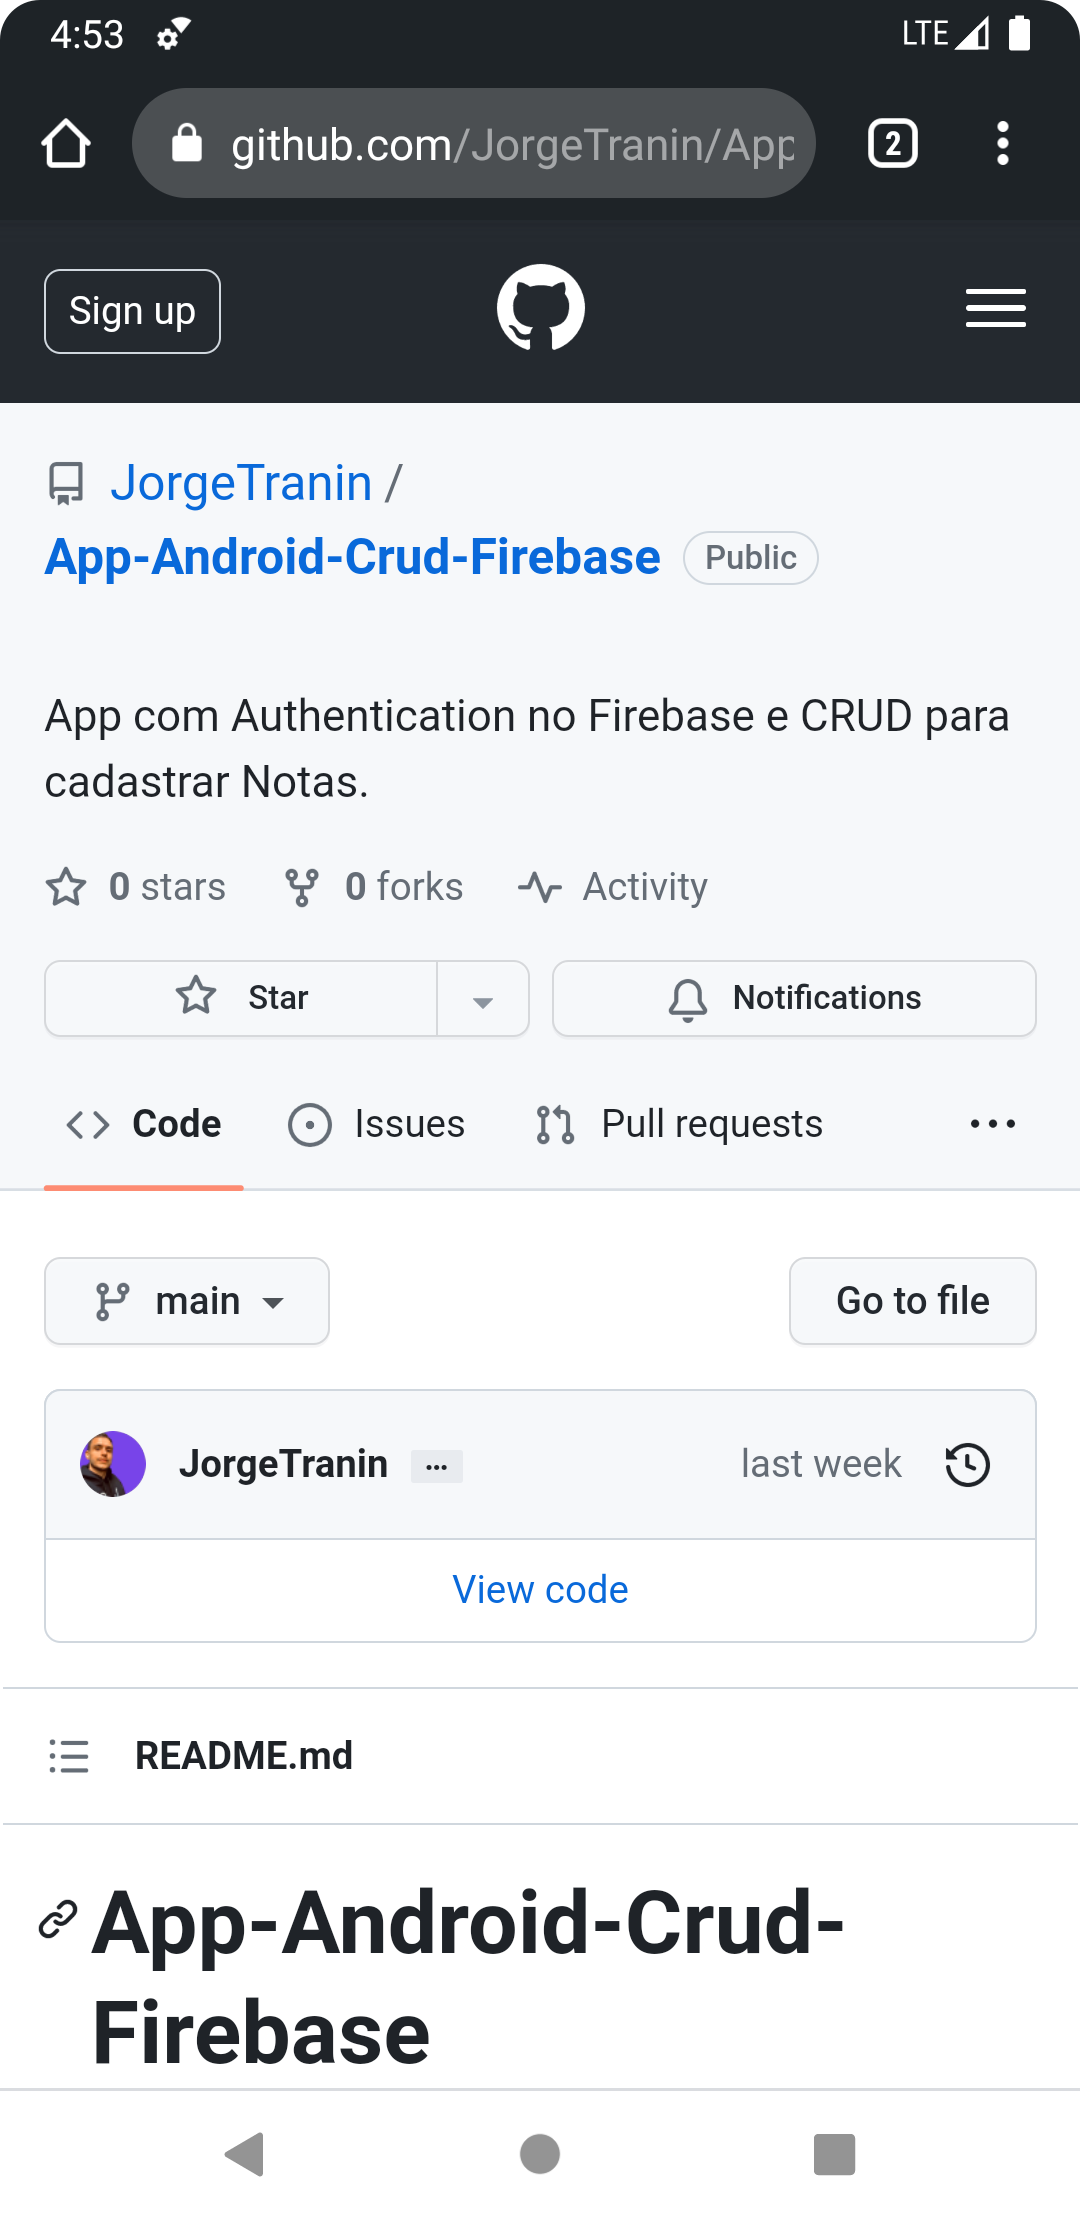 4:53
LTE
github.com/JorgeTranin/App
2
Sign up
JorgeTranin /
App-Android-Crud-Firebase Public
App com Authentication no Firebase e CRUD para
cadastrar Notas.
0 stars 0 forks Activity
Star Notifications
Code Issues Pull requests ...
main Go to file
JorgeTranin ... last week
View code
README.md
App-Android-Crud-
Firebase